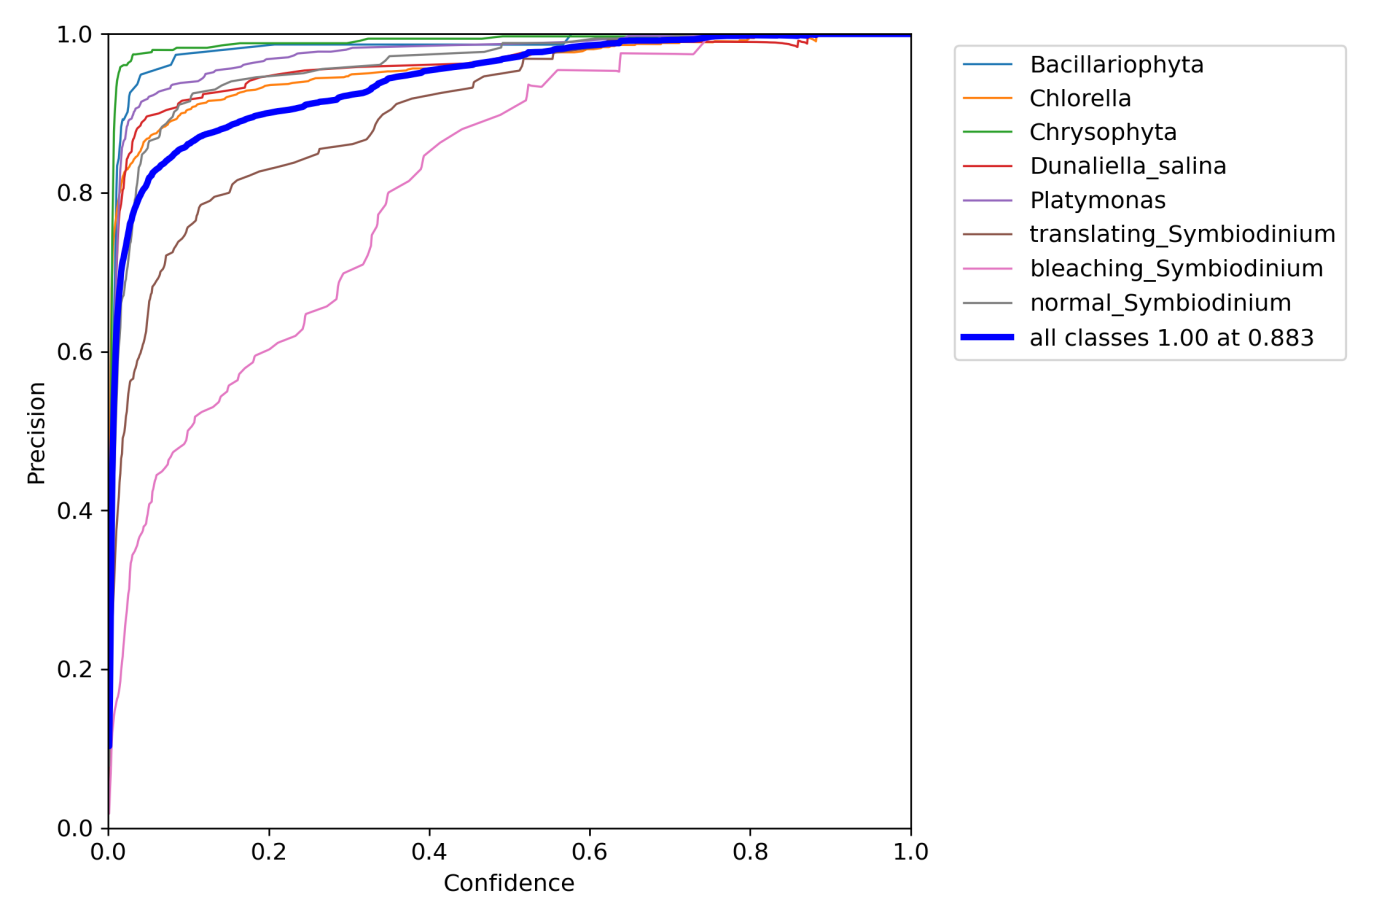 1.0
0.8
0.6
0.4
0.2
0.0
Precision
0.0 0.2 0.4 0.6 0.8 1.0
Confidence
Bacillariophyta
Chlorella
Chrysophyta
Dunaliella_salina
Platymonas
translating_Symbiodinium
bleaching_Symbiodinium
normal_Symbiodinium
all classes 1.00 at 0.883